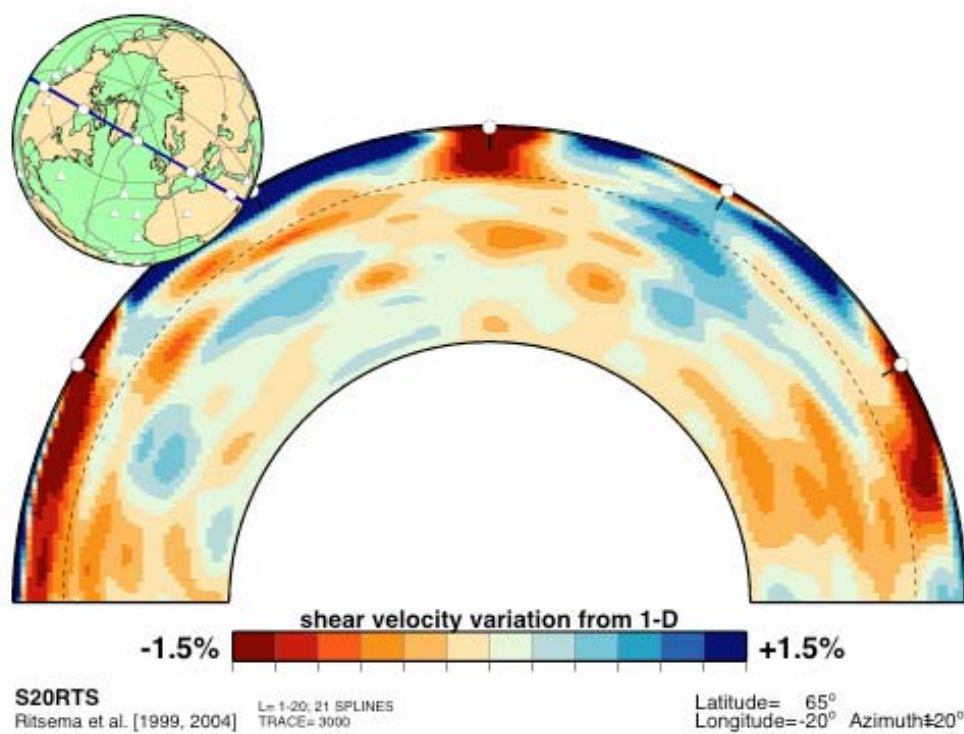 shear velocity variation from 1-D
-1.5% +1.5%
S20RTS
Ritsema et al. [1999, 2004]
L= 1-20; 21 SPLINES
TRACE= 3000
Latitude= 65°
Longitude=-20° Azimuth=120°